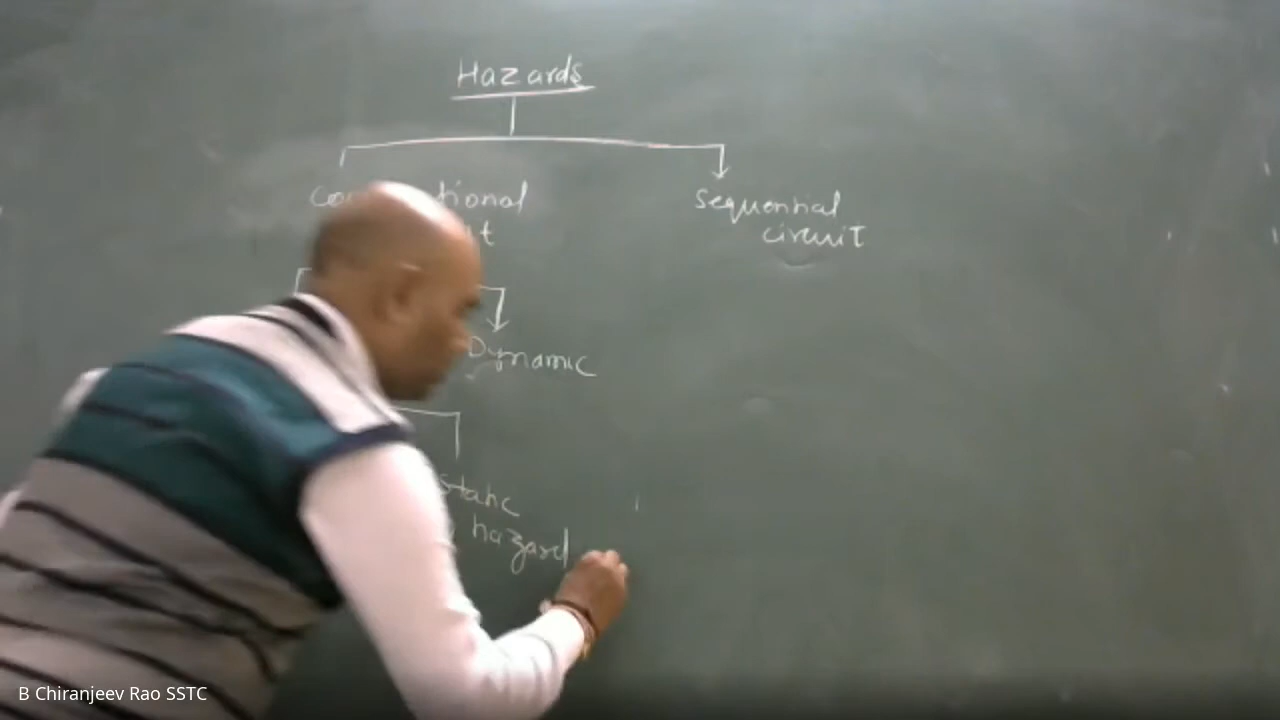 Hazards
tional
Sequential
circuit
Dynamic
Static
hazard
B Chiranjeev Rao SSTC